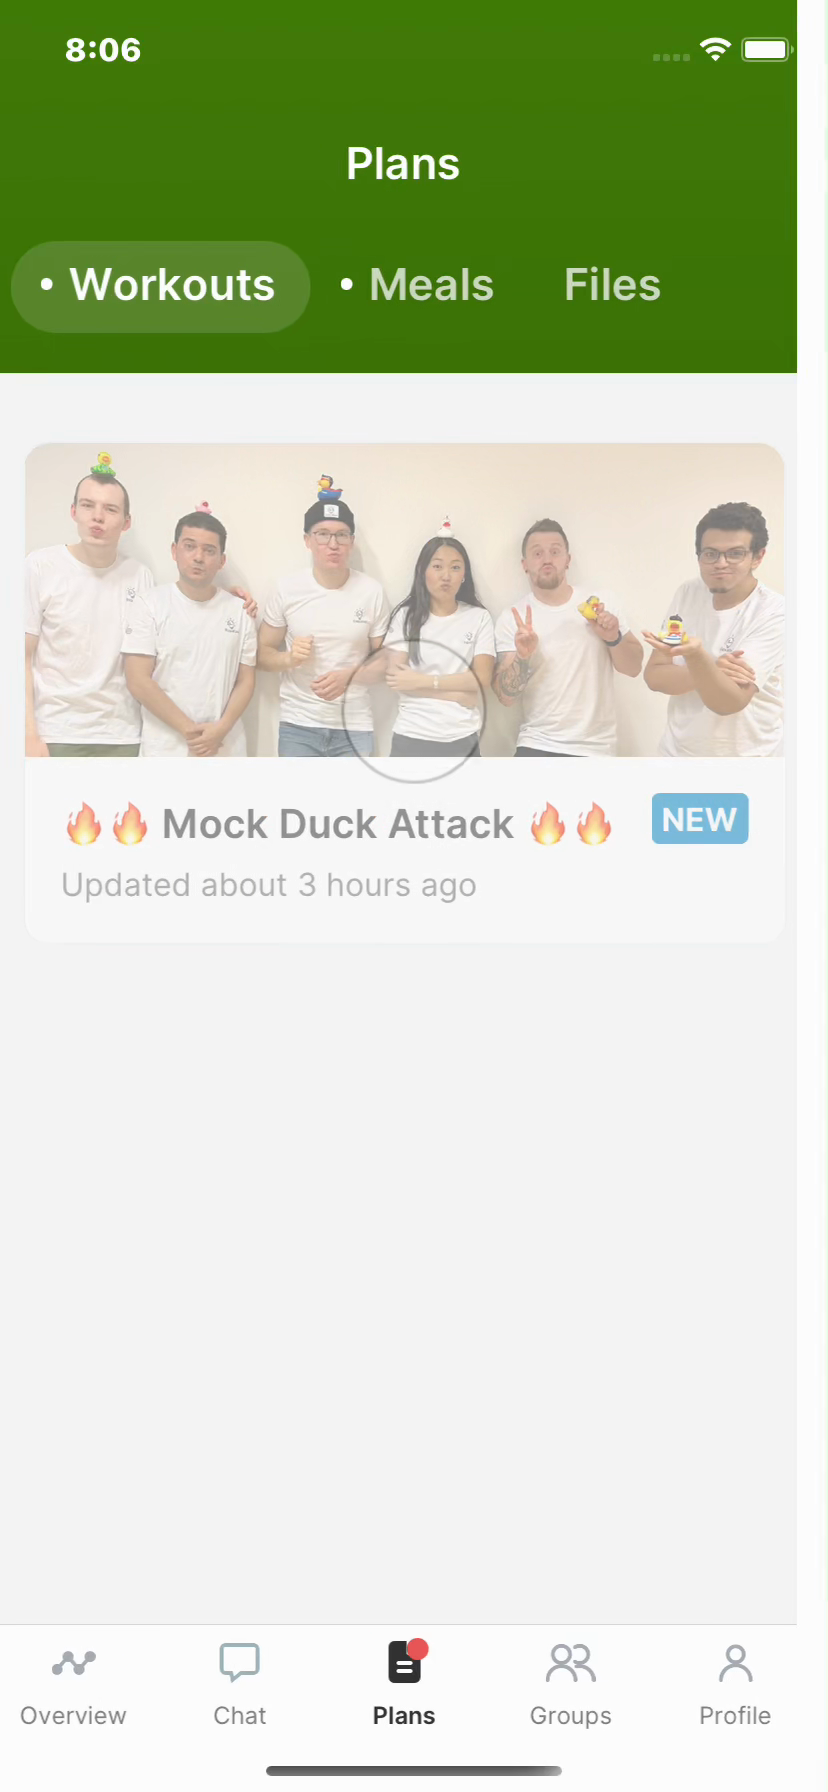 8:06
Plans
• Workouts • Meals Files
🔥🔥 Mock Duck Attack 🔥🔥 NEW
Updated about 3 hours ago
Overview Chat Plans Groups Profile